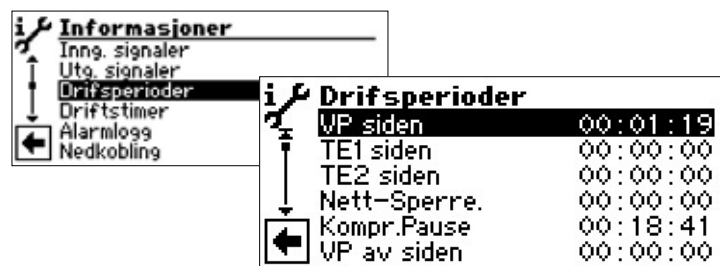 Informasjoner
Inng. signaler
Utg. signaler
Drifsperioder
Driftstimer
Alarmlogg
Nedkobling
Drifsperioder
VP siden 00:01:19
TE1 siden 00:00:00
TE2 siden 00:00:00
Nett-Sperre. 00:00:00
Kompr.Pause 00:18:41
VP av siden 00:00:00